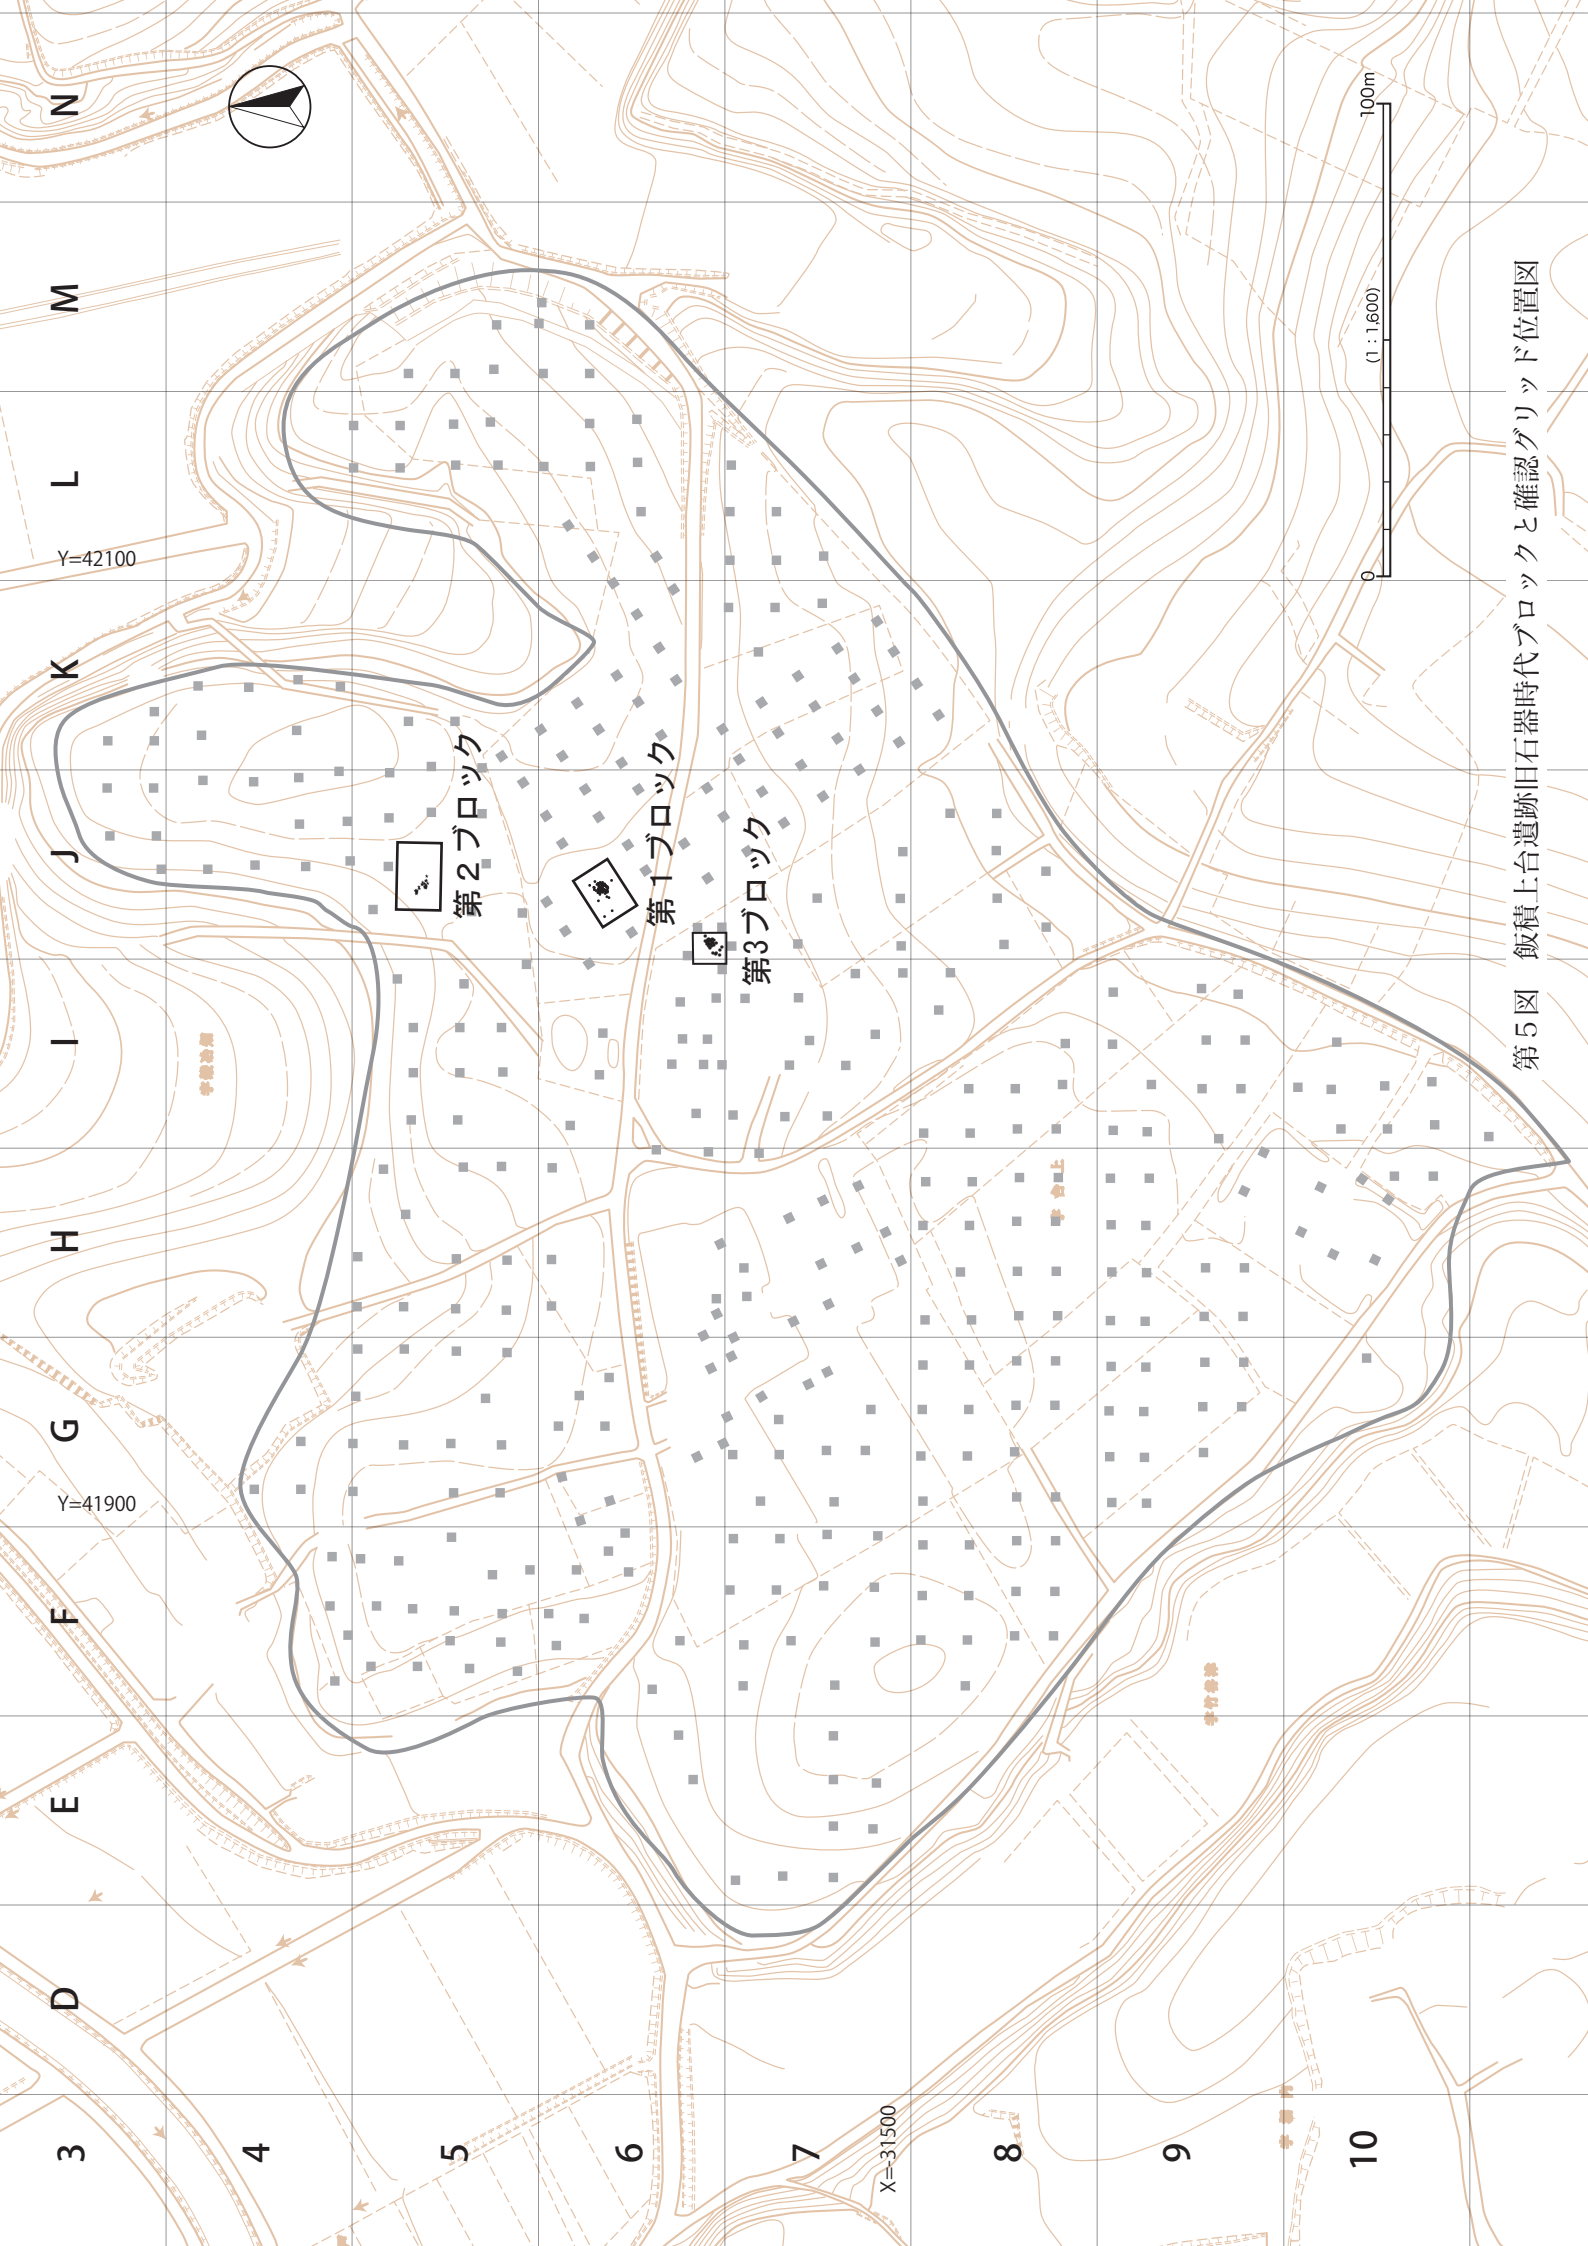 3
4
5
6
7
8
9
10
D
E
F
G
H
I
J
K
L
M
N
Y=41900
Y=42100
X=-31500
第2ブロック
第1ブロック
第3ブロック
字台上
0
100m
(1：1,600)
第5図　飯積上台遺跡旧石器時代ブロックと確認グリッド位置図